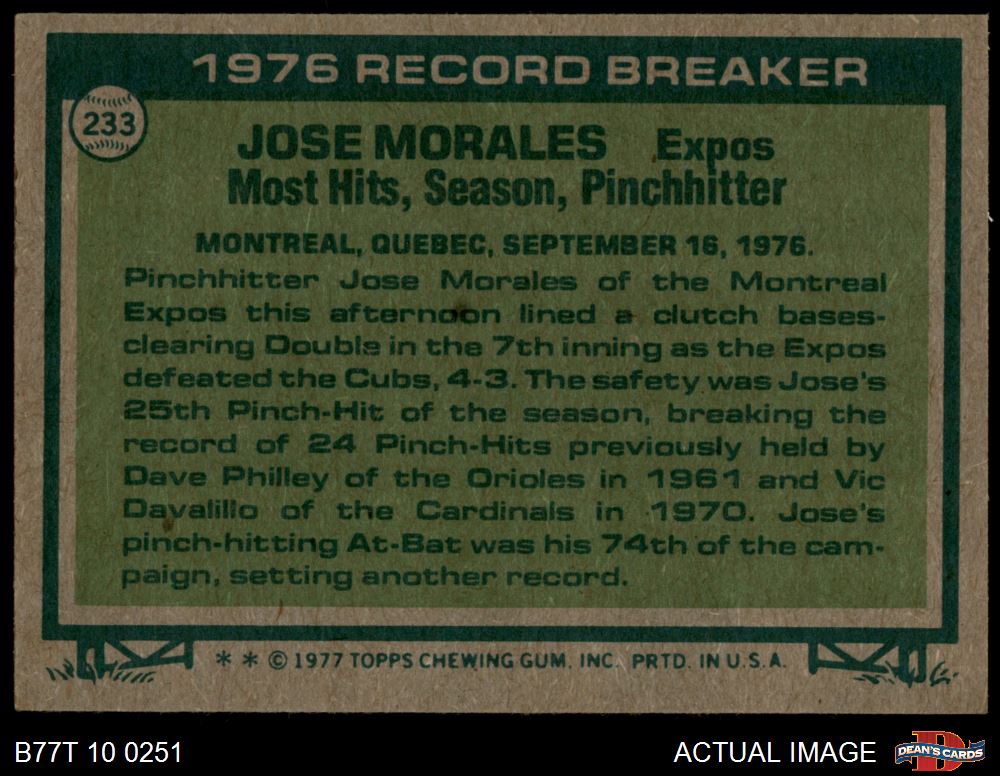 1976 RECORD BREAKER
233
JOSE MORALES Expos
Most Hits, Season, Pinchhitter
MONTREAL, QUEBEC, SEPTEMBER 16, 1976.
Pinchhitter Jose Morales of the Montreal
Expos this afternoon lined a clutch bases-
clearing Double in the 7th inning as the Expos
defeated the Cubs, 4-3. The safety was Jose's
25th Pinch-Hit of the season, breaking the
record of 24 Pinch-Hits previously held by
Dave Philley of the Orioles in 1961 and Vic
Davalillo of the Cardinals in 1970. Jose's
pinch-hitting At-Bat was his 74th of the cam-
paign, setting another record.
* * © 1977 TOPPS CHEWING GUM, INC. PRTD. IN U.S.A.
B77T 10 0251
ACTUAL IMAGE
D
DEAN'S CARDS